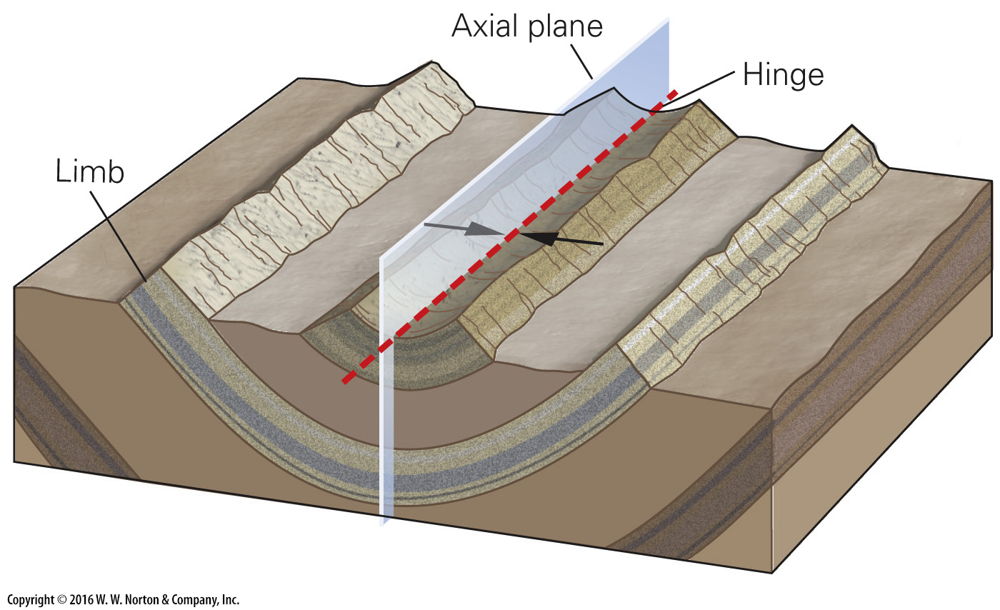 Axial plane
Hinge
Limb
Copyright © 2016 W. W. Norton & Company, Inc.